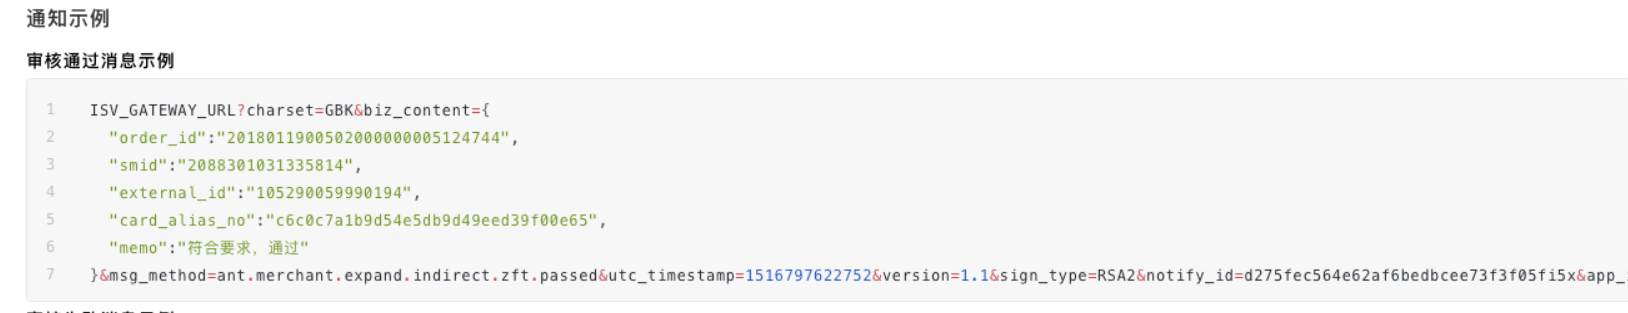 通知示例
审核通过消息示例
1 ISV_GATEWAY_URL?charset=GBK&biz_content={
2 "order_id":"2018011900502000000005124744",
3 "smid":"2088301031335814",
4 "external_id":"105290059990194",
5 "card_alias_no":"c6c0c7a1b9d54e5db9d49eed39f00e65",
6 "memo":"符合要求，通过"
7 }&msg_method=ant.merchant.expand.indirect.zft.passed&utc_timestamp=1516797622752&version=1.1&sign_type=RSA2&notify_id=d275fec564e62af6bedbcee73f3f05fi5x&app_